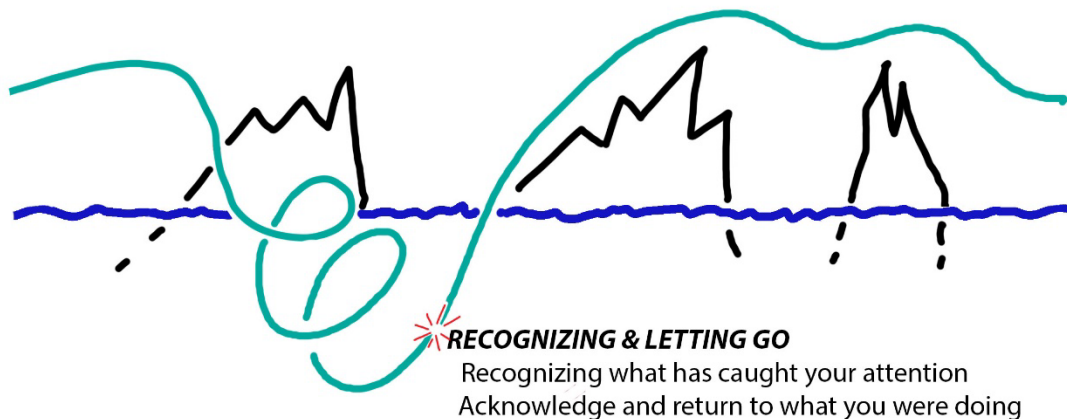 RECOGNIZING & LETTING GO
Recognizing what has caught your attention
Acknowledge and return to what you were doing